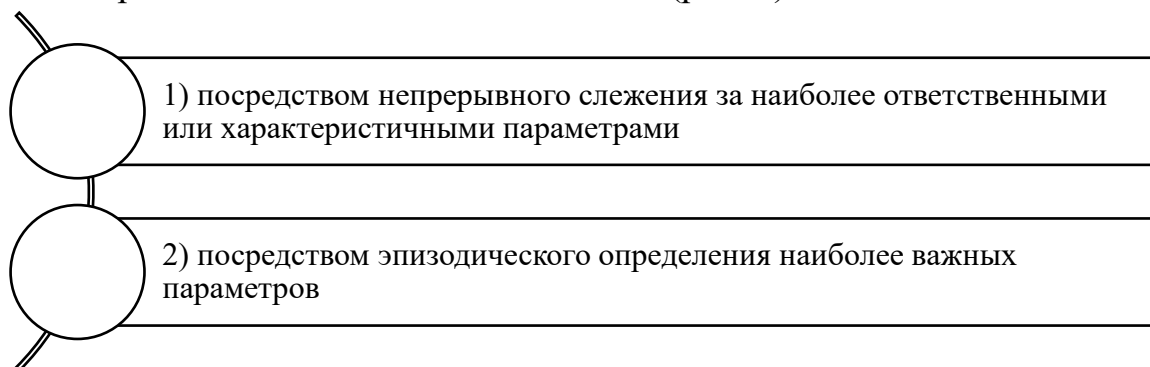 1) посредством непрерывного слежения за наиболее ответственными
или характеристичными параметрами
2) посредством эпизодического определения наиболее важных
параметров